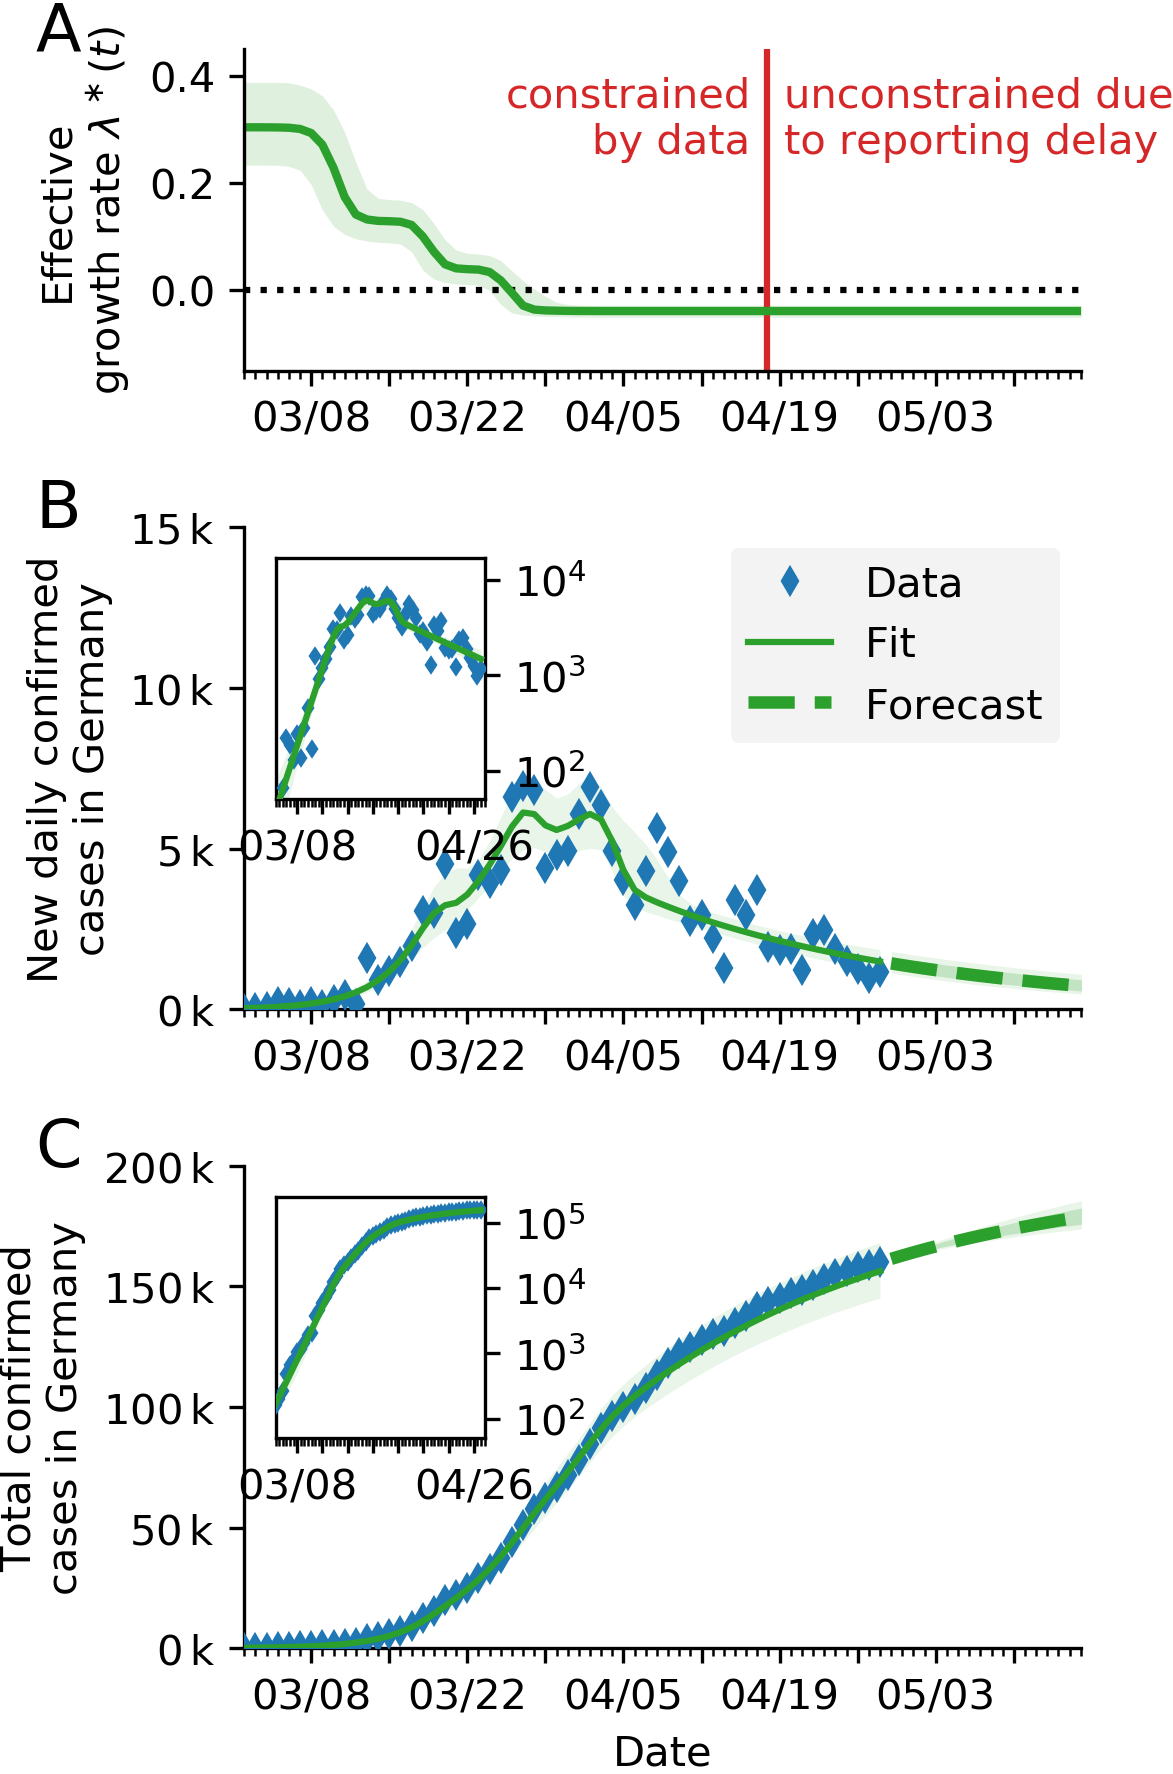 A
Effective
growth rate λ * (t)
0.4
0.2
0.0
constrained
by data
unconstrained due
to reporting delay
03/08 03/22 04/05 04/19 05/03
B
New daily confirmed
cases in Germany
15 k
10 k
5 k
0 k
10⁴
10³
10²
03/08 04/26
Data
Fit
Forecast
03/08 03/22 04/05 04/19 05/03
C
Total confirmed
cases in Germany
200 k
150 k
100 k
50 k
0 k
10⁵
10⁴
10³
10²
03/08 04/26
03/08 03/22 04/05 04/19 05/03
Date